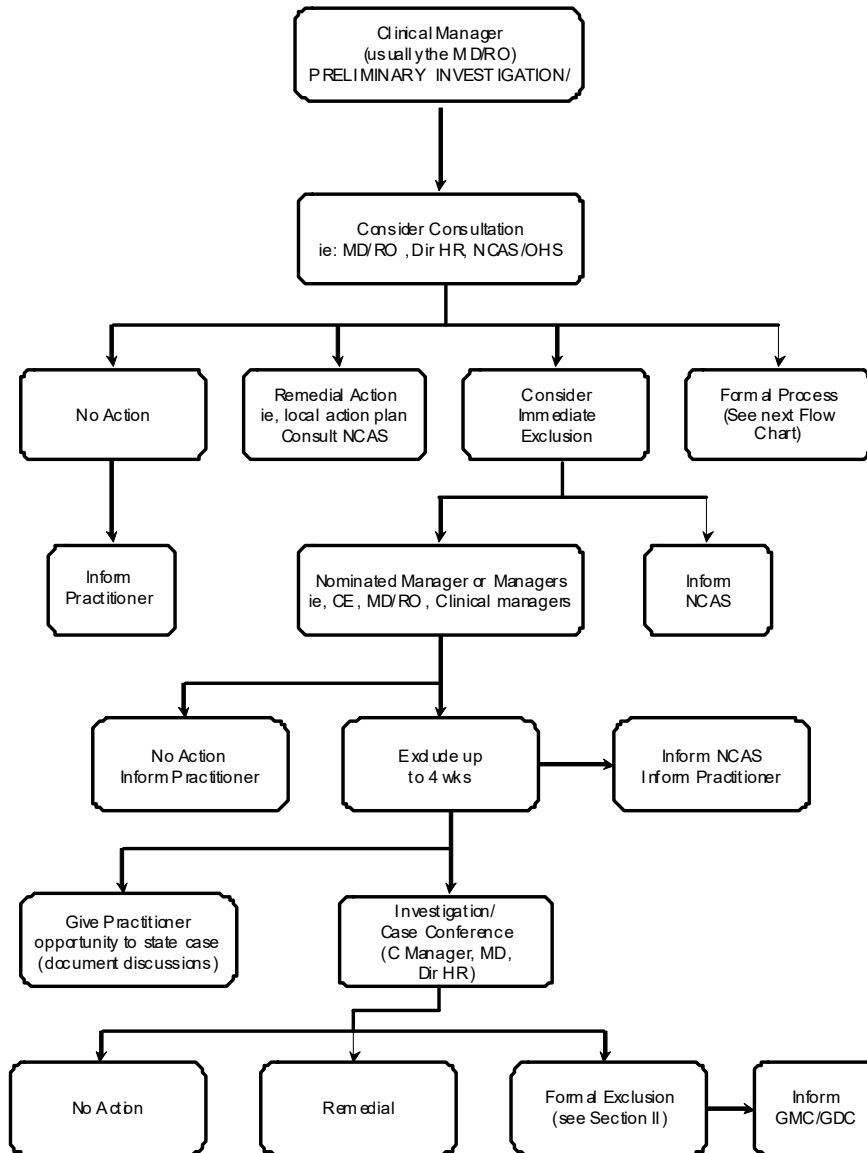 Clinical Manager
(usually the MD/RO)
PRELIMINARY INVESTIGATION/
Consider Consultation
ie: MD/RO , Dir HR, NCAS/OHS
No Action
Remedial Action
ie, local action plan
Consult NCAS
Consider
Immediate
Exclusion
Formal Process
(See next Flow
Chart)
Inform
Practitioner
Nominated Manager or Managers
ie, CE, MD/RO , Clinical managers
Inform
NCAS
No Action
Inform Practitioner
Exclude up
to 4 wks
Inform NCAS
Inform Practitioner
Give Practitioner
opportunity to state case
(document discussions)
Investigation/
Case Conference
(C Manager, MD,
Dir HR)
No Action
Remedial
Formal Exclusion
(see Section II)
Inform
GMC/GDC